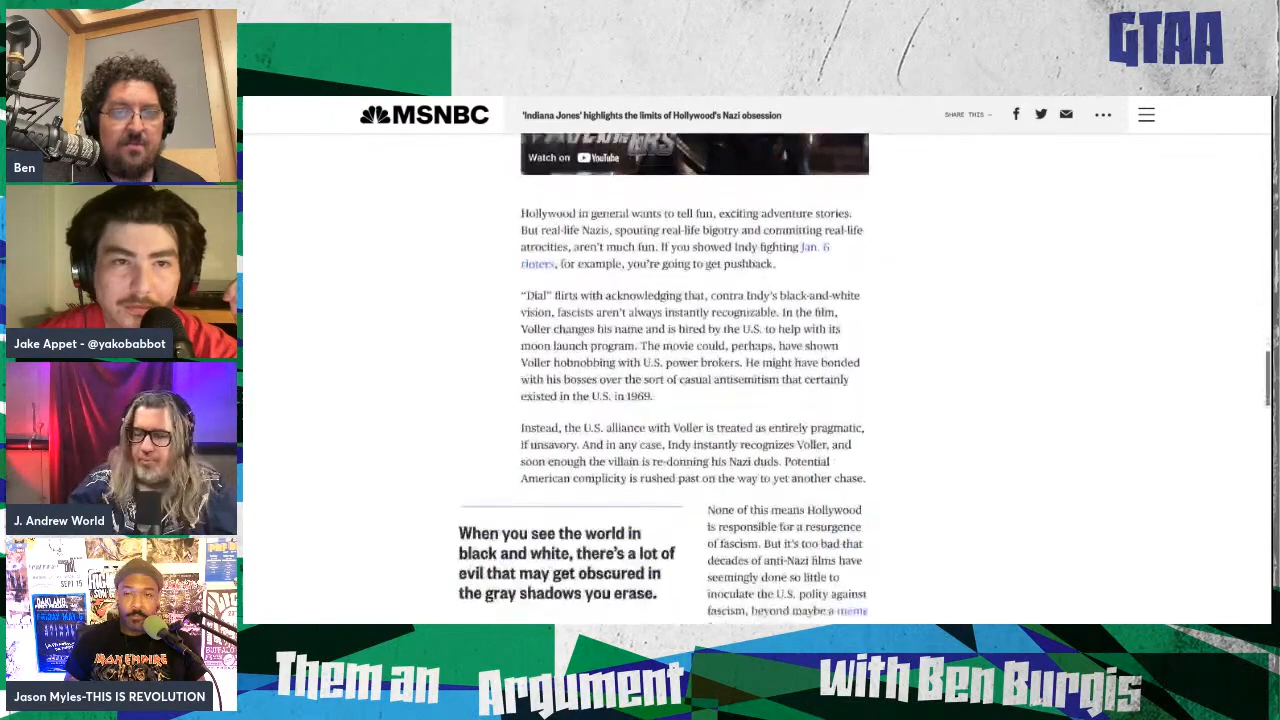 GTAA
MSNBC
'Indiana Jones' highlights the limits of Hollywood's Nazi obsession
SHARE THIS –
Watch on YouTube
Hollywood in general wants to tell fun, exciting adventure stories.
But real-life Nazis, spouting real-life bigotry and committing real-life
atrocities, aren't much fun. If you showed Indy fighting Jan. 6
rioters, for example, you're going to get pushback.
“Dial” flirts with acknowledging that, contra Indy's black-and-white
vision, fascists aren't always instantly recognizable. In the film,
Voller changes his name and is hired by the U.S. to help with its
moon launch program. The movie could, perhaps, have shown
Voller hobnobbing with U.S. power brokers. He might have bonded
with his bosses over the sort of casual antisemitism that certainly
existed in the U.S. in 1969.
Instead, the U.S. alliance with Voller is treated as entirely pragmatic,
if unsavory. And in any case, Indy instantly recognizes Voller, and
soon enough the villain is re-donning his Nazi duds. Potential
American complicity is rushed past on the way to yet another chase.
When you see the world in
black and white, there's a lot of
evil that may get obscured in
the gray shadows you erase.
None of this means Hollywood
is responsible for a resurgence
of fascism. But it's too bad that
decades of anti-Nazi films have
seemingly done so little to
inoculate the U.S. polity against
fascism, beyond maybe a meme
Ben
Jake Appet - @yakobabbot
J. Andrew World
Jason Myles-THIS IS REVOLUTION
Them an Argument With Ben Burgis